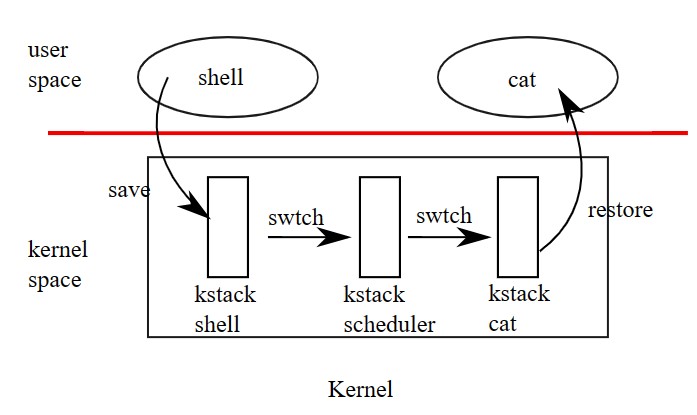 user
space
shell
cat
save
swtch
swtch
restore
kernel
space
kstack
shell
kstack
scheduler
kstack
cat
Kernel